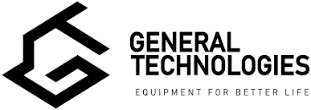 GENERAL
TECHNOLOGIES
EQUIPMENT FOR BETTER LIFE